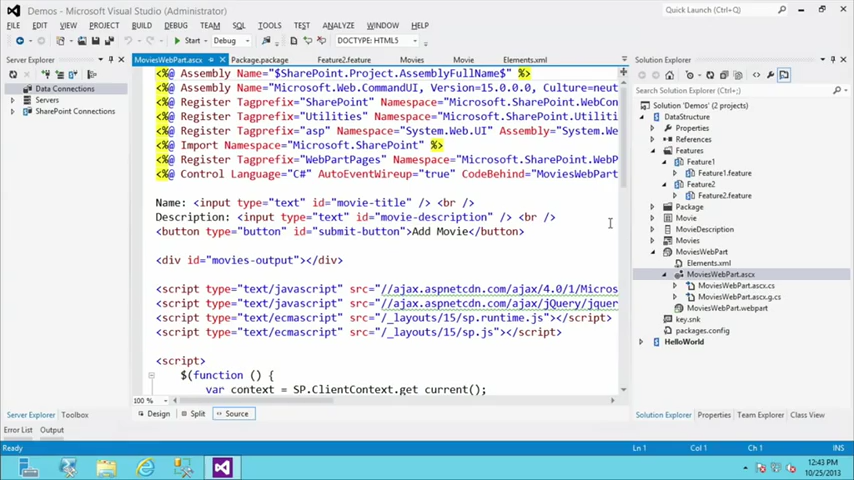 Demos - Microsoft Visual Studio (Administrator)
Quick Launch (Ctrl+Q)
FILE EDIT VIEW PROJECT BUILD DEBUG TEAM SQL TOOLS TEST ANALYZE WINDOW HELP
Start Debug DOCTYPE: HTML5
Server Explorer
Data Connections
Servers
SharePoint Connections
MoviesWebPart.ascx Package.package Feature2.feature Movies Movie Elements.xml
<%@ Assembly Name="$SharePoint.Project.AssemblyFullName$" %>
<%@ Assembly Name="Microsoft.Web.CommandUI, Version=15.0.0.0, Culture=neut
<%@ Register Tagprefix="SharePoint" Namespace="Microsoft.SharePoint.WebCon
<%@ Register Tagprefix="Utilities" Namespace="Microsoft.SharePoint.Utiliti
<%@ Register Tagprefix="asp" Namespace="System.Web.UI" Assembly="System.We
<%@ Import Namespace="Microsoft.SharePoint" %>
<%@ Register Tagprefix="WebPartPages" Namespace="Microsoft.SharePoint.WebP
<%@ Control Language="C#" AutoEventWireup="true" CodeBehind="MoviesWebPart
Name: <input type="text" id="movie-title" /> <br />
Description: <input type="text" id="movie-description" /> <br />
<button type="button" id="submit-button">Add Movie</button>
<div id="movies-output"></div>
<script type="text/javascript" src="//ajax.aspnetcdn.com/ajax/4.0/1/Micros
<script type="text/javascript" src="//ajax.aspnetcdn.com/ajax/jQuery/jquer
<script type="text/ecmascript" src="/_layouts/15/sp.runtime.js"></script>
<script type="text/ecmascript" src="/_layouts/15/sp.js"></script>
<script>
$(function () {
var context = SP.ClientContext.get_current();
100 %
Design Split Source
Solution Explorer
Search Solution Explorer (Ctrl+;)
Solution 'Demos' (2 projects)
DataStructure
Properties
References
Features
Feature1
Feature1.feature
Feature2
Feature2.feature
Package
Movie
MovieDescription
Movies
MoviesWebPart
Elements.xml
MoviesWebPart.ascx
MoviesWebPart.ascx.cs
MoviesWebPart.ascx.g.cs
MoviesWebPart.webpart
key.snk
packages.config
HelloWorld
Server Explorer Toolbox
Solution Explorer Properties Team Explorer Class View
Error List Output
Ready Ln 1 Col 1 Ch 1 INS
12:43 PM
10/25/2013